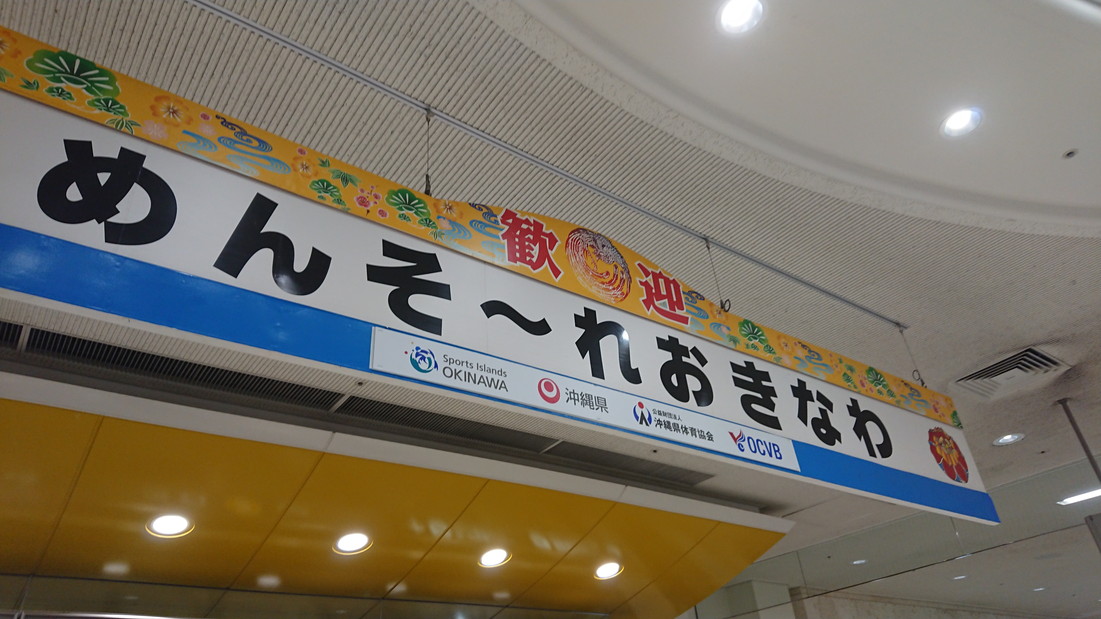 歓迎
めんそ～れおきなわ
Sports Islands
OKINAWA
沖縄県
公益財団法人
沖縄県体育協会
OCVB